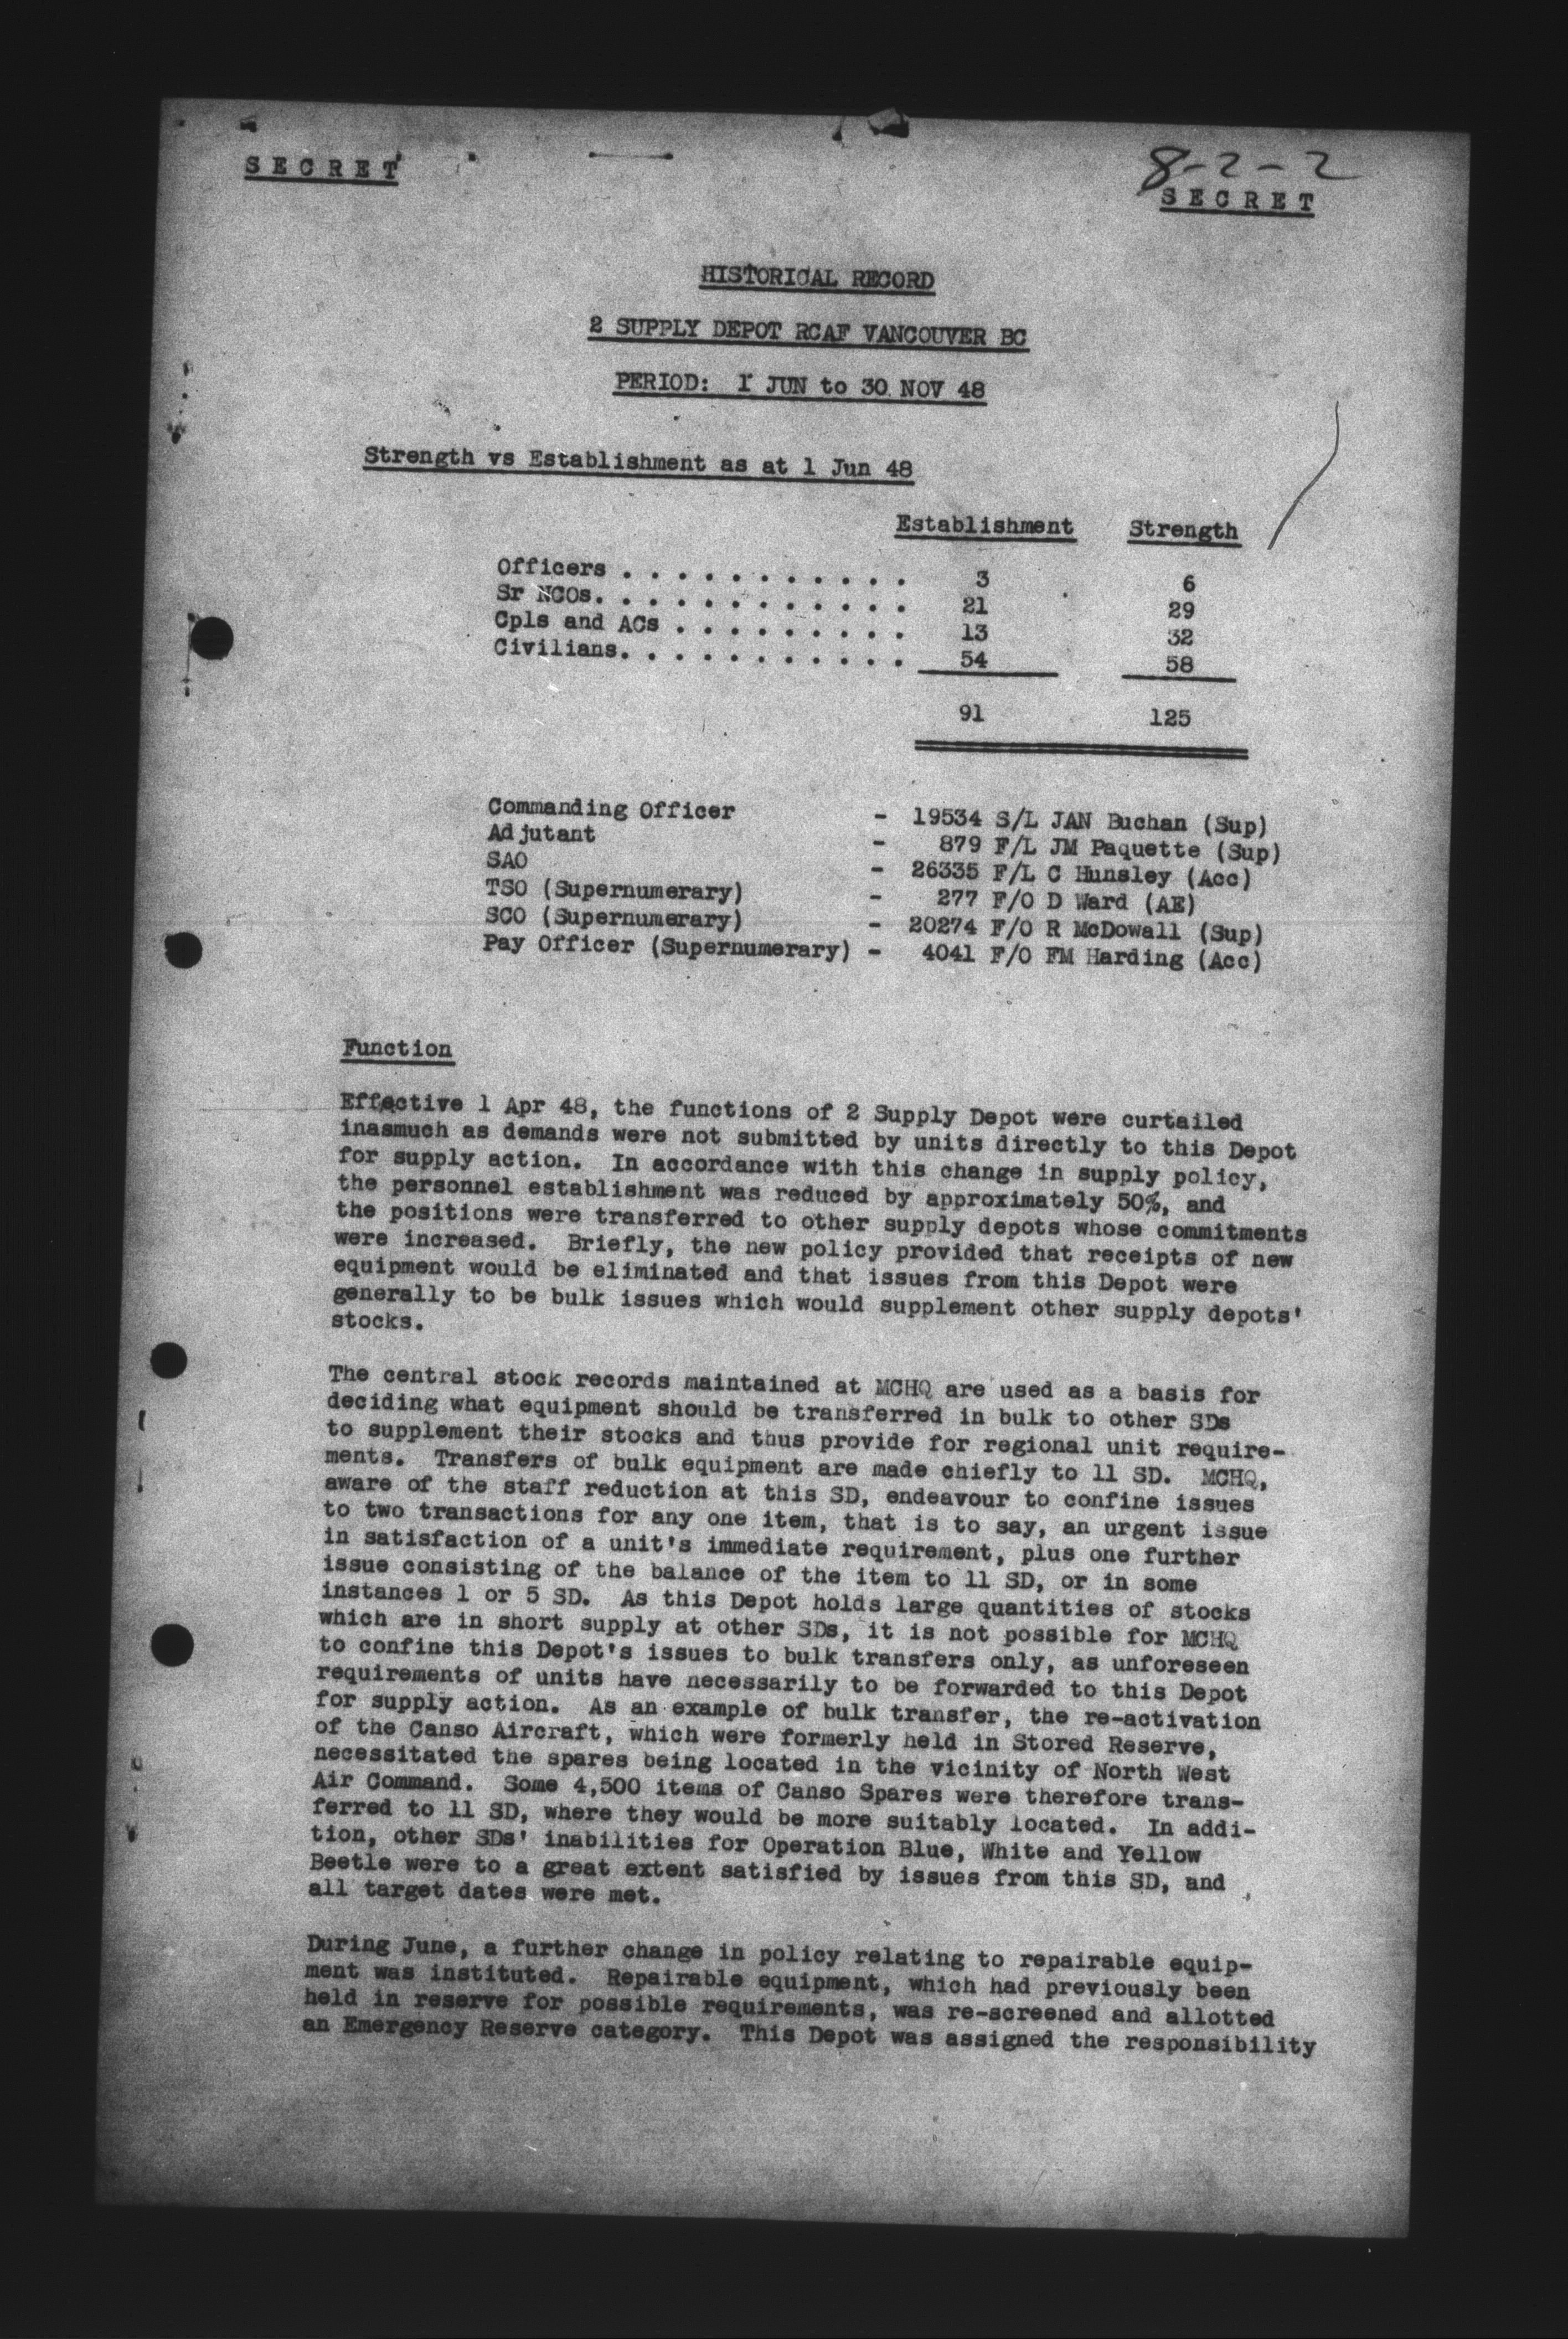 SECRET
8-2-2
SECRET
HISTORICAL RECORD
2 SUPPLY DEPOT RCAF VANCOUVER BC
PERIOD: 1 JUN to 30 NOV 48
Strength vs Establishment as at 1 Jun 48
Establishment Strength
Officers . . . . . . . . . . . 3 6
Sr NCOs. . . . . . . . . . . . 21 29
Cpls and ACs . . . . . . . . . 13 32
Civilians. . . . . . . . . . . 54 58
91 125
Commanding Officer - 19534 S/L JAN Buchan (Sup)
Adjutant - 879 F/L JM Paquette (Sup)
SAO - 26335 F/L C Hunsley (Acc)
TSO (Supernumerary) - 277 F/O D Ward (AE)
SCO (Supernumerary) - 20274 F/O R McDowall (Sup)
Pay Officer (Supernumerary) - 4041 F/O FM Harding (Acc)
Function
Effective 1 Apr 48, the functions of 2 Supply Depot were curtailed
inasmuch as demands were not submitted by units directly to this Depot
for supply action. In accordance with this change in supply policy,
the personnel establishment was reduced by approximately 50%, and
the positions were transferred to other supply depots whose commitments
were increased. Briefly, the new policy provided that receipts of new
equipment would be eliminated and that issues from this Depot were
generally to be bulk issues which would supplement other supply depots'
stocks.
The central stock records maintained at MCHQ are used as a basis for
deciding what equipment should be transferred in bulk to other SDs
to supplement their stocks and thus provide for regional unit require-
ments. Transfers of bulk equipment are made chiefly to 11 SD. MCHQ,
aware of the staff reduction at this SD, endeavour to confine issues
to two transactions for any one item, that is to say, an urgent issue
in satisfaction of a unit's immediate requirement, plus one further
issue consisting of the balance of the item to 11 SD, or in some
instances 1 or 5 SD. As this Depot holds large quantities of stocks
which are in short supply at other SDs, it is not possible for MCHQ
to confine this Depot's issues to bulk transfers only, as unforeseen
requirements of units have necessarily to be forwarded to this Depot
for supply action. As an example of bulk transfer, the re-activation
of the Canso Aircraft, which were formerly held in Stored Reserve,
necessitated the spares being located in the vicinity of North West
Air Command. Some 4,500 items of Canso Spares were therefore trans-
ferred to 11 SD, where they would be more suitably located. In addi-
tion, other SDs' inabilities for Operation Blue, White and Yellow
Beetle were to a great extent satisfied by issues from this SD, and
all target dates were met.
During June, a further change in policy relating to repairable equip-
ment was instituted. Repairable equipment, which had previously been
held in reserve for possible requirements, was re-screened and allotted
an Emergency Reserve category. This Depot was assigned the responsibility